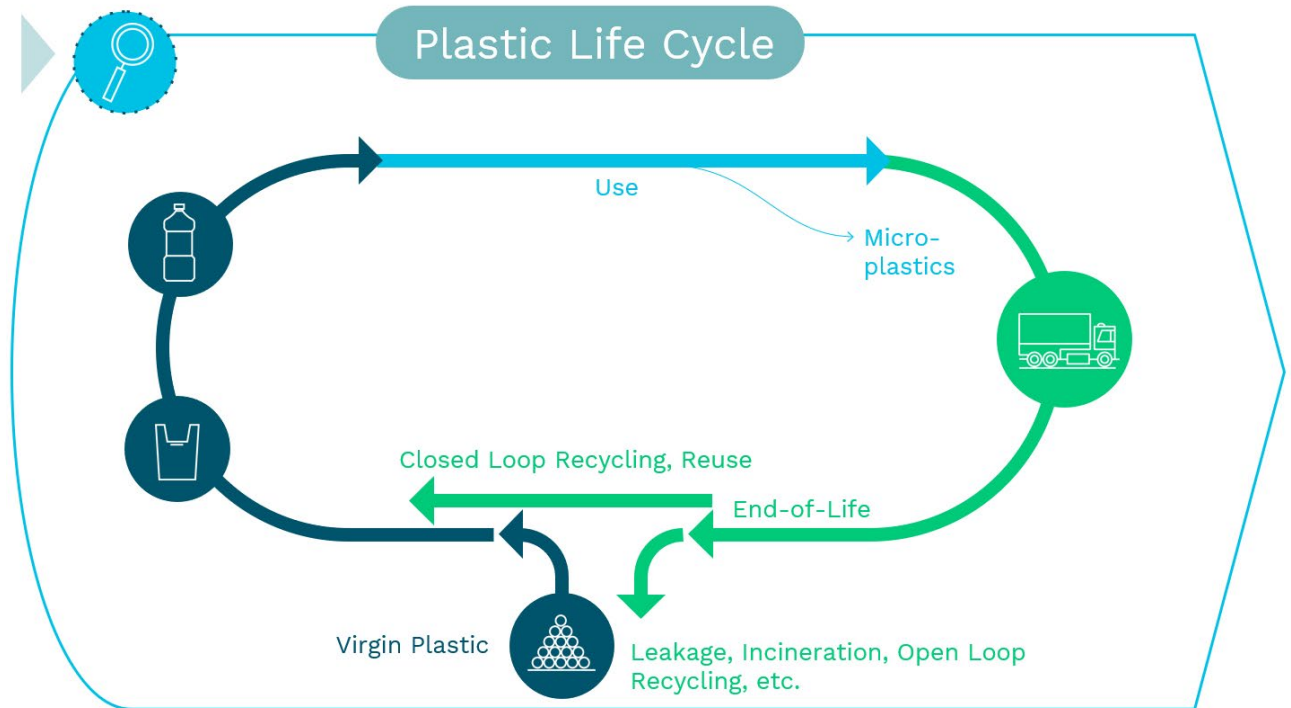 Plastic Life Cycle
Use
Micro-
plastics
Closed Loop Recycling, Reuse
End-of-Life
Virgin Plastic
Leakage, Incineration, Open Loop
Recycling, etc.